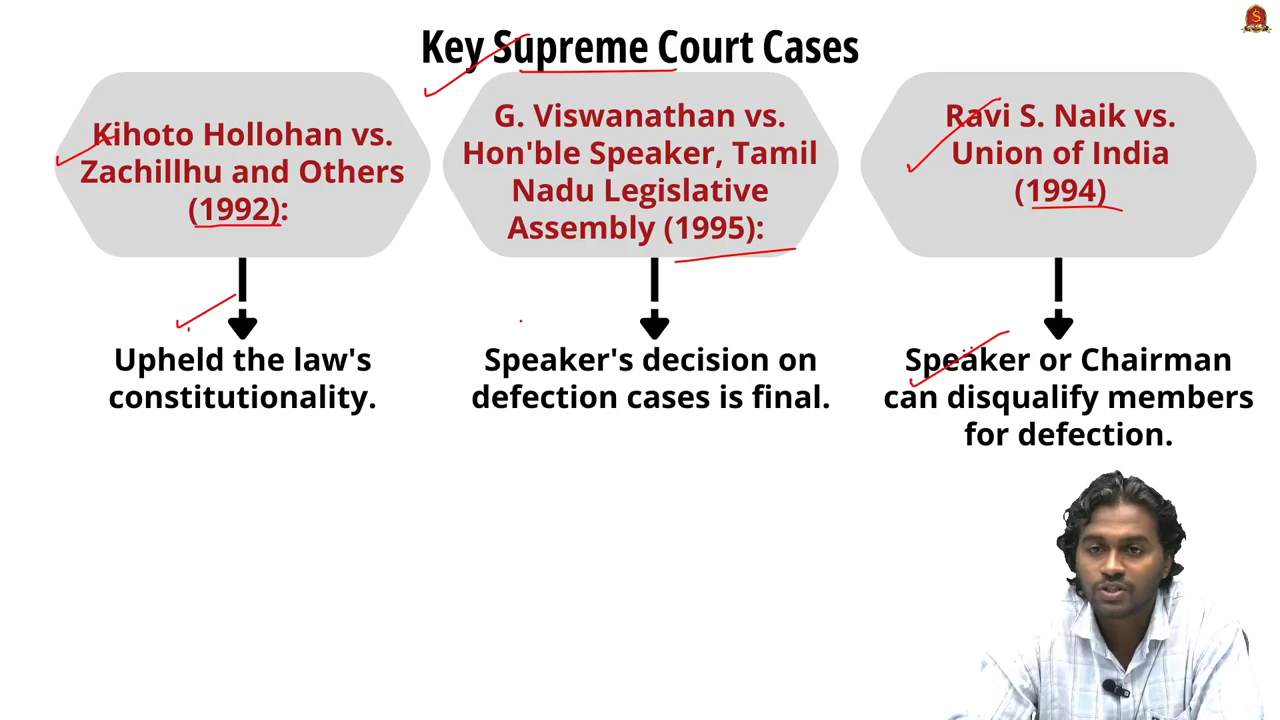 Key Supreme Court Cases
Kihoto Hollohan vs.
Zachillhu and Others
(1992):
G. Viswanathan vs.
Hon'ble Speaker, Tamil
Nadu Legislative
Assembly (1995):
Ravi S. Naik vs.
Union of India
(1994)
Upheld the law's
constitutionality.
Speaker's decision on
defection cases is final.
Speaker or Chairman
can disqualify members
for defection.